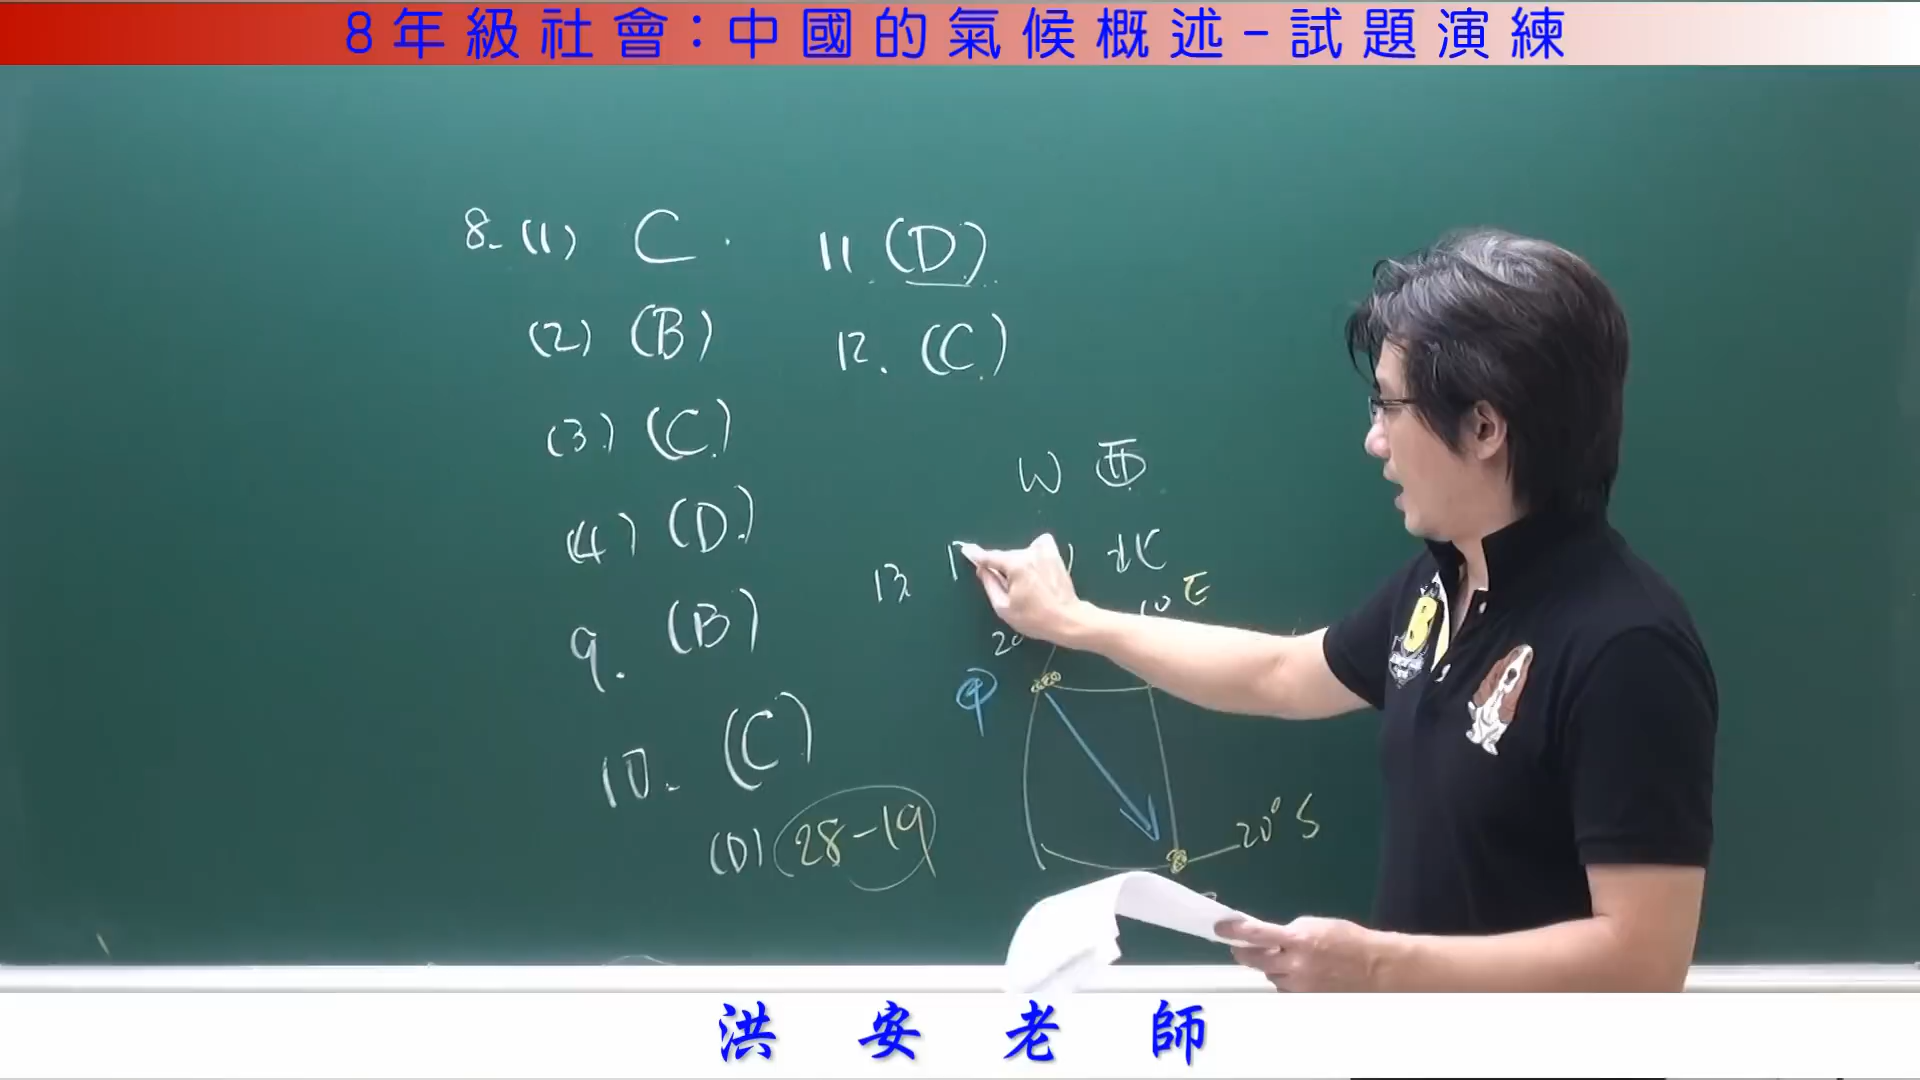 8年級社會:中國的氣候概述-試題演練
8. (1) C
(2) (B)
(3) (C)
(4) (D)
9. (B)
10. (C)
(D) 28-19
11. (D)
12. (C)
W 西
13. 北
E
甲
20° S
洪安老師